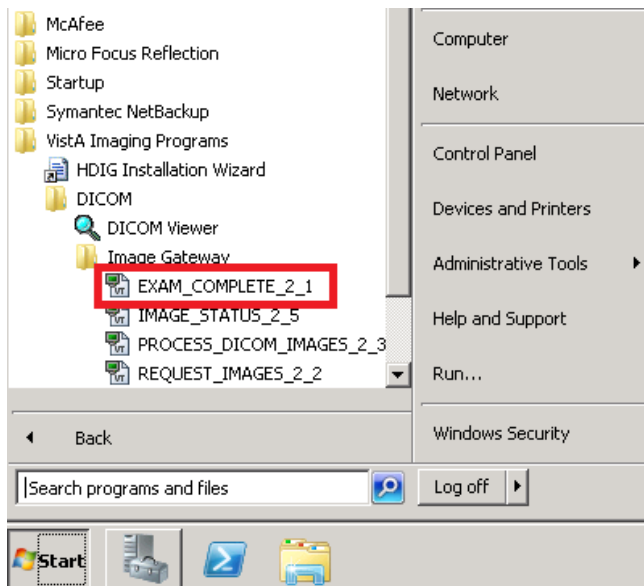 McAfee
Micro Focus Reflection
Startup
Symantec NetBackup
VistA Imaging Programs
HDIG Installation Wizard
DICOM
DICOM Viewer
Image Gateway
EXAM_COMPLETE_2_1
IMAGE_STATUS_2_5
PROCESS_DICOM_IMAGES_2_3
REQUEST_IMAGES_2_2
Back
Search programs and files
Computer
Network
Control Panel
Devices and Printers
Administrative Tools
Help and Support
Run...
Windows Security
Log off
Start